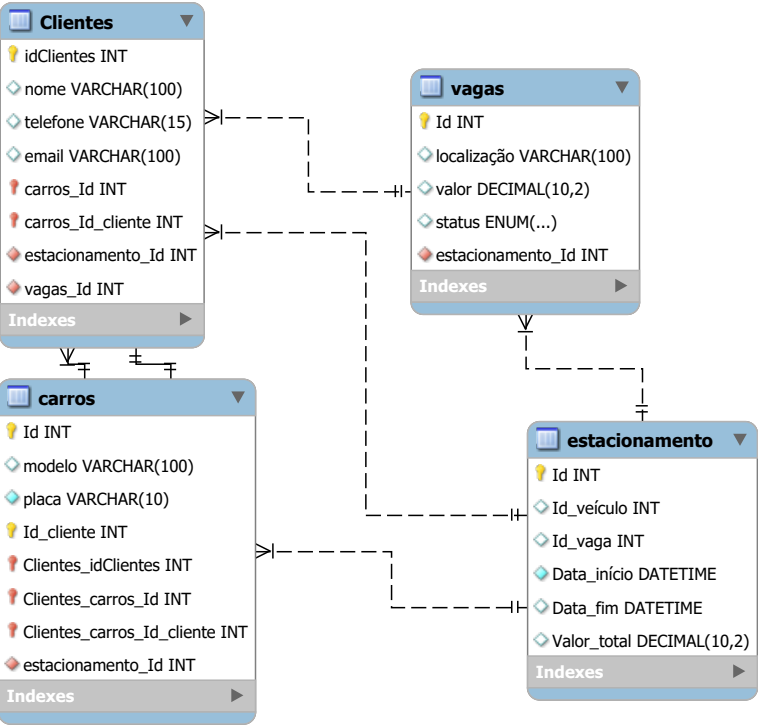 Clientes
idClientes INT
nome VARCHAR(100)
telefone VARCHAR(15)
email VARCHAR(100)
carros_Id INT
carros_Id_cliente INT
estacionamento_Id INT
vagas_Id INT
Indexes
vagas
Id INT
localização VARCHAR(100)
valor DECIMAL(10,2)
status ENUM(...)
estacionamento_Id INT
Indexes
carros
Id INT
modelo VARCHAR(100)
placa VARCHAR(10)
Id_cliente INT
Clientes_idClientes INT
Clientes_carros_Id INT
Clientes_carros_Id_cliente INT
estacionamento_Id INT
Indexes
estacionamento
Id INT
Id_veículo INT
Id_vaga INT
Data_início DATETIME
Data_fim DATETIME
Valor_total DECIMAL(10,2)
Indexes